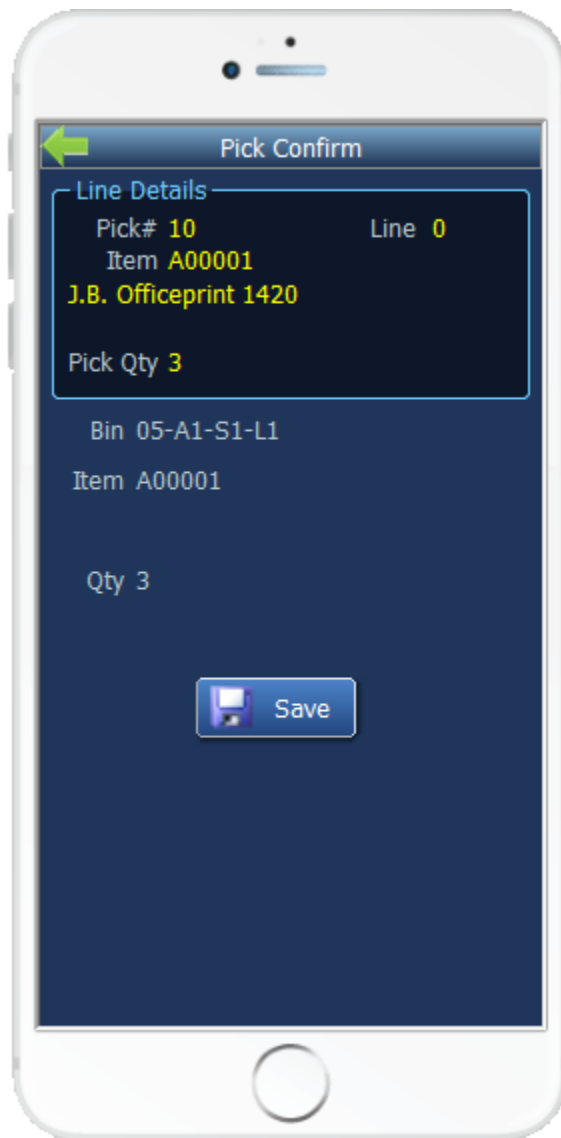 Pick Confirm
Line Details
Pick# 10 Line 0
Item A00001
J.B. Officeprint 1420
Pick Qty 3
Bin 05-A1-S1-L1
Item A00001
Qty 3
Save